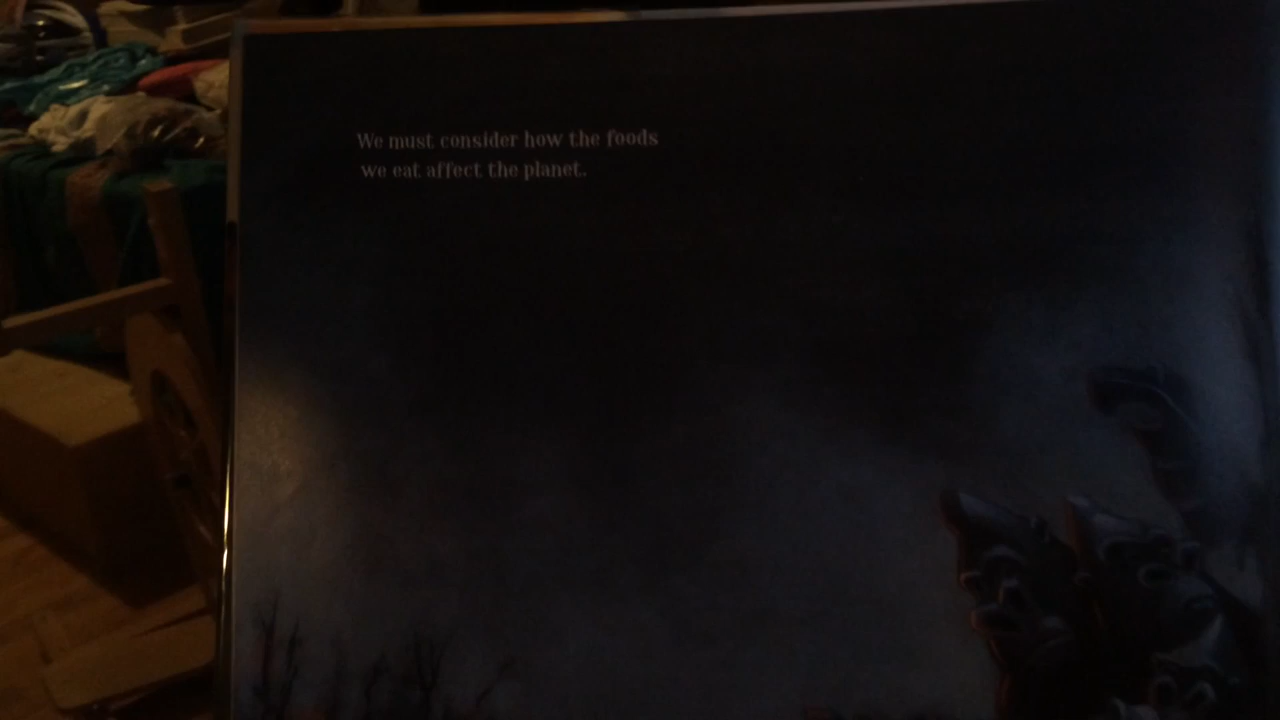 We must consider how the foods
we eat affect the planet.